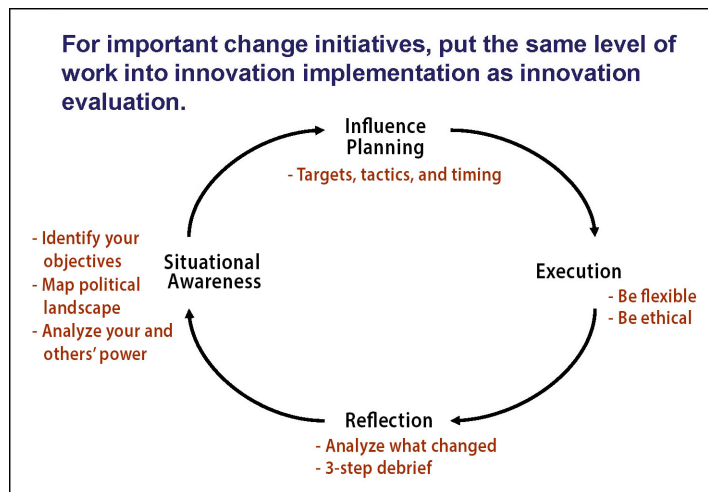 For important change initiatives, put the same level of
work into innovation implementation as innovation
evaluation.
Influence
Planning
- Targets, tactics, and timing
- Identify your
objectives
- Map political
landscape
- Analyze your and
others’ power
Situational
Awareness
Execution
- Be flexible
- Be ethical
Reflection
- Analyze what changed
- 3-step debrief